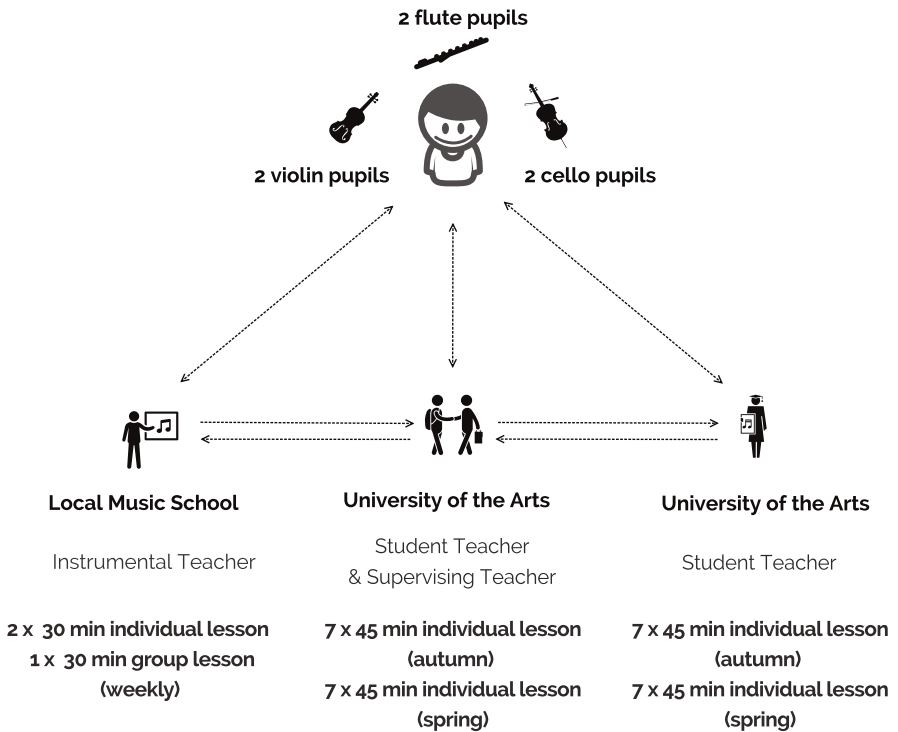 2 flute pupils
2 violin pupils
2 cello pupils
Local Music School
Instrumental Teacher
2 x 30 min individual lesson
1 x 30 min group lesson
(weekly)
University of the Arts
Student Teacher
& Supervising Teacher
7 x 45 min individual lesson
(autumn)
7 x 45 min individual lesson
(spring)
University of the Arts
Student Teacher
7 x 45 min individual lesson
(autumn)
7 x 45 min individual lesson
(spring)